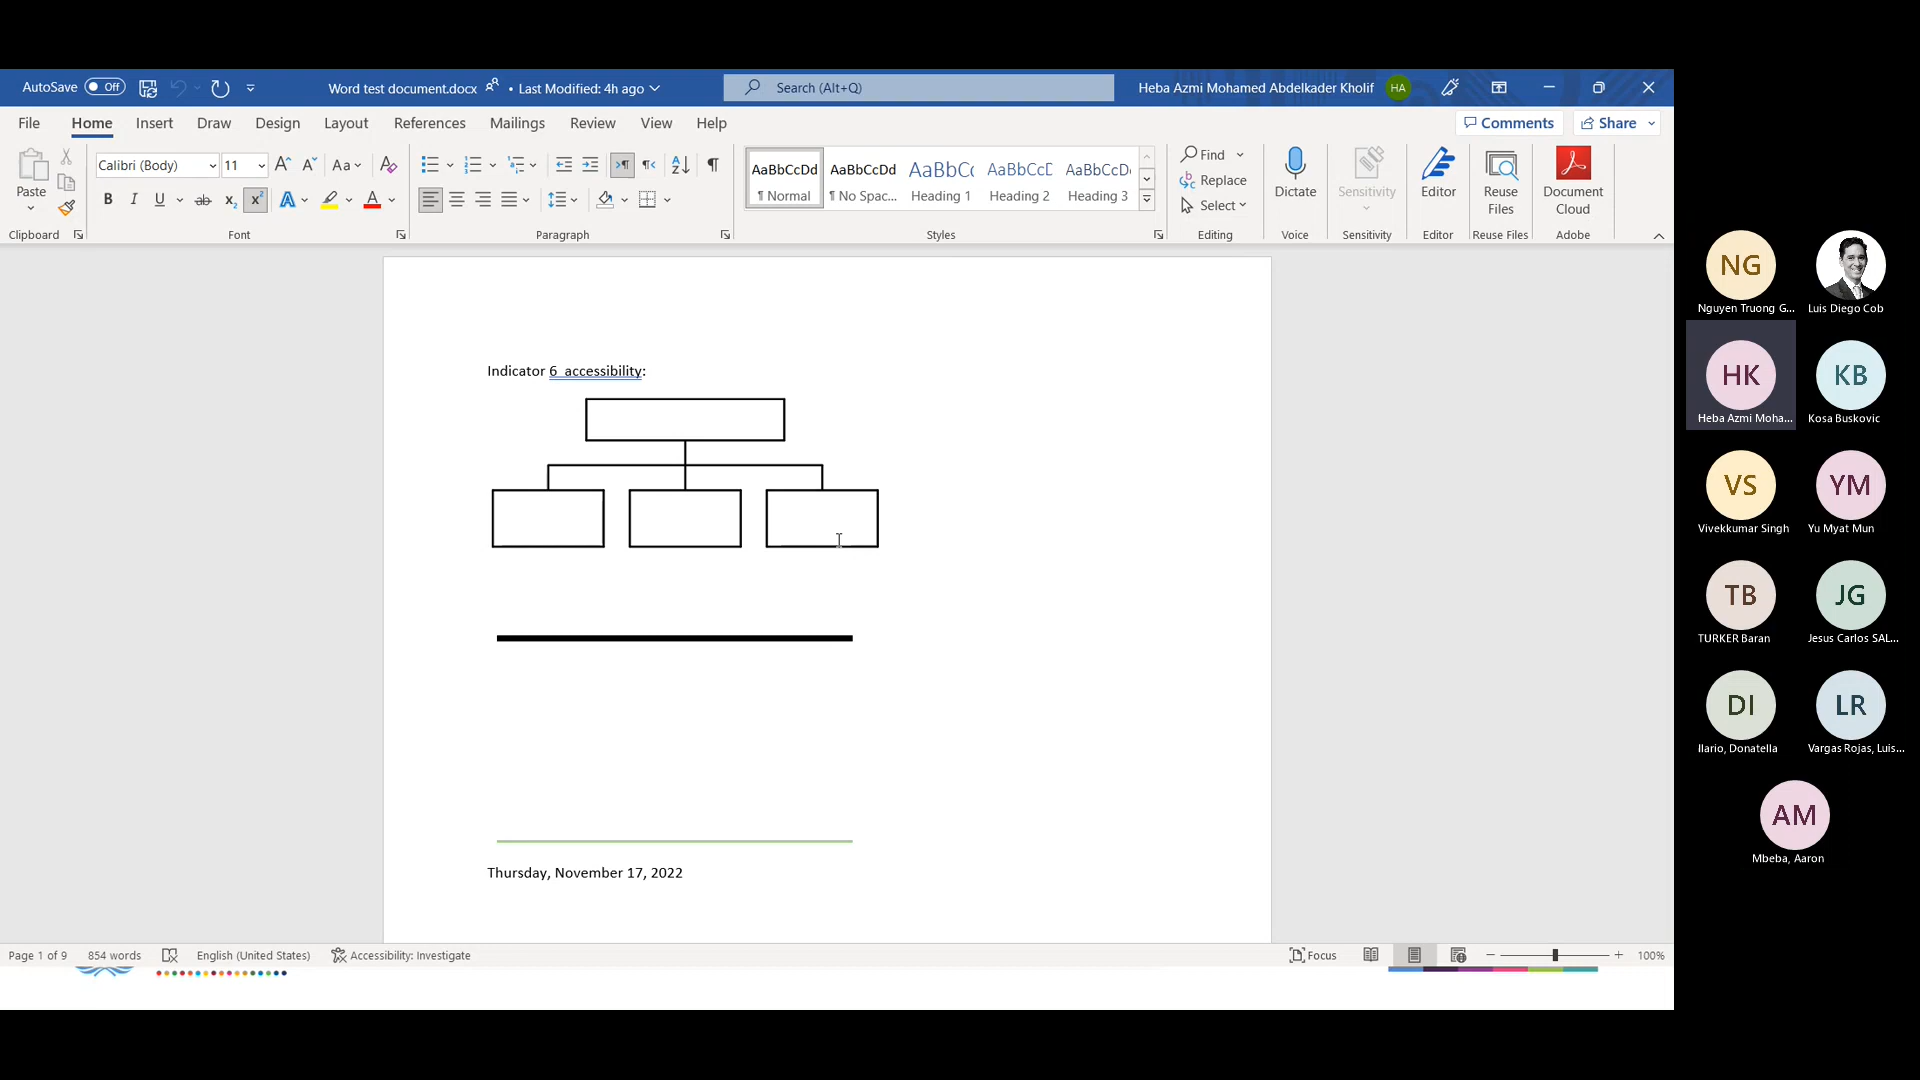 AutoSave Off Word test document.docx • Last Modified: 4h ago Search (Alt+Q) Heba Azmi Mohamed Abdelkader Kholif HA
File Home Insert Draw Design Layout References Mailings Review View Help Comments Share
Paste Calibri (Body) 11 Aa
B I U ab x₂ x² A A
AaBbCcDd AaBbCcDd AaBbCc AaBbCcD AaBbCcD
¶ Normal ¶ No Spac... Heading 1 Heading 2 Heading 3
Find
Replace
Select
Dictate
Sensitivity
Editor
Reuse
Files
Document
Cloud
Clipboard Font Paragraph Styles Editing Voice Sensitivity Editor Reuse Files Adobe
Indicator 6 accessibility:
Thursday, November 17, 2022
Page 1 of 9 854 words English (United States) Accessibility: Investigate Focus 100%
NG
Nguyen Truong G... Luis Diego Cob
HK KB
Heba Azmi Moha... Kosa Buskovic
VS YM
Vivekkumar Singh Yu Myat Mun
TB JG
TURKER Baran Jesus Carlos SAL...
DI LR
Ilario, Donatella Vargas Rojas, Luis...
AM
Mbeba, Aaron